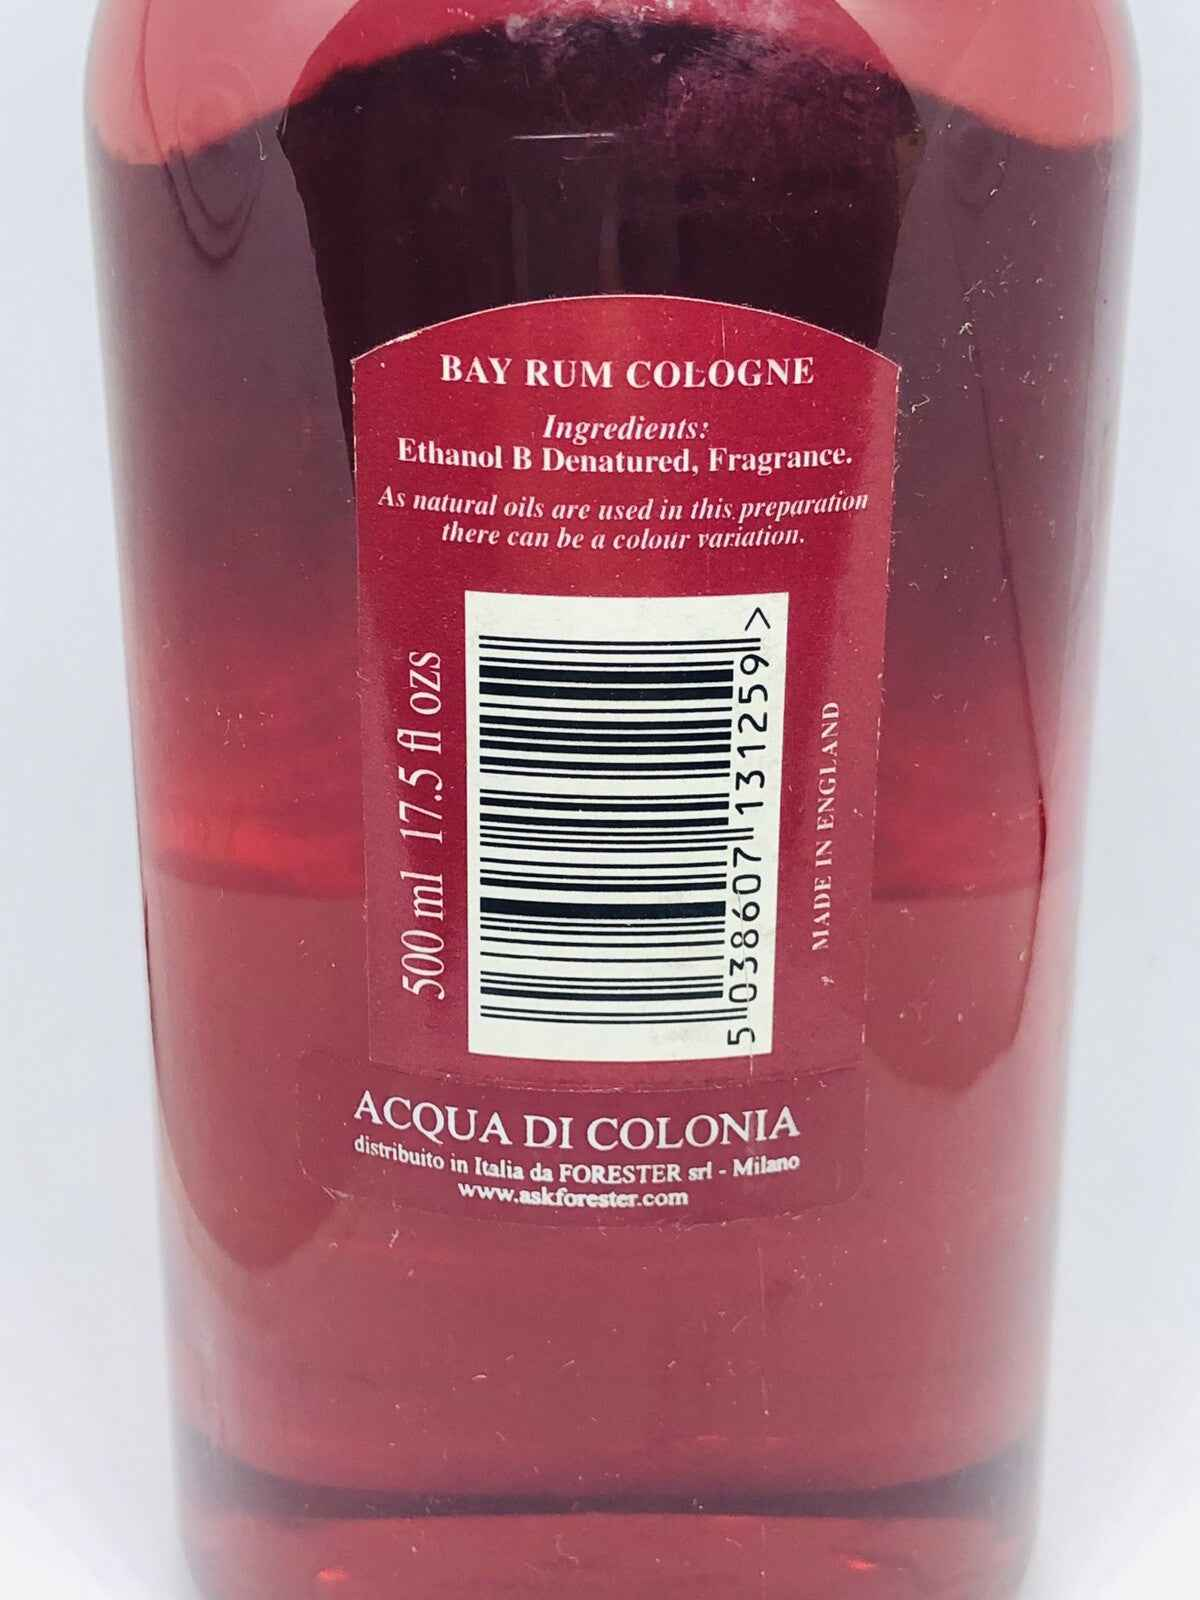 BAY RUM COLOGNE
Ingredients:
Ethanol B Denatured, Fragrance.
As natural oils are used in this preparation
there can be a colour variation.
500 ml 17.5 fl ozs
5 038607 131259 >
MADE IN ENGLAND
ACQUA DI COLONIA
distribuito in Italia da FORESTER srl - Milano
www.askforester.com